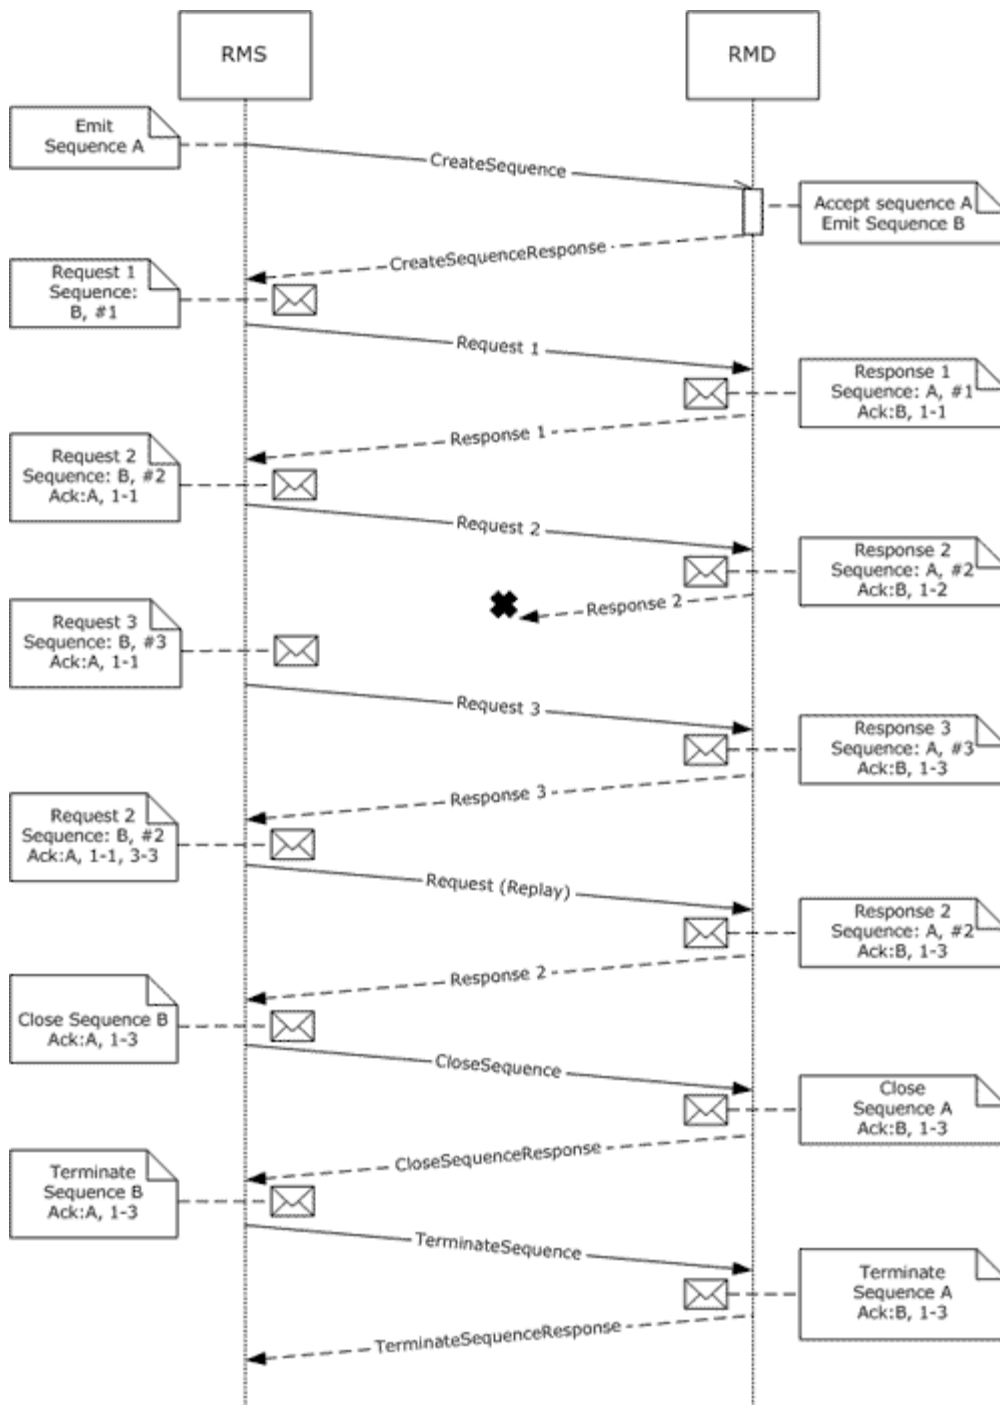 RMS
RMD
Emit
Sequence A
CreateSequence
Accept sequence A
Emit Sequence B
CreateSequenceResponse
Request 1
Sequence:
B, #1
Request 1
Response 1
Sequence: A, #1
Ack:B, 1-1
Response 1
Request 2
Sequence: B, #2
Ack:A, 1-1
Request 2
Response 2
Sequence: A, #2
Ack:B, 1-2
Response 2
Request 3
Sequence: B, #3
Ack:A, 1-1
Request 3
Response 3
Sequence: A, #3
Ack:B, 1-3
Response 3
Request 2
Sequence: B, #2
Ack:A, 1-1, 3-3
Request (Replay)
Response 2
Sequence: A, #2
Ack:B, 1-3
Response 2
Close Sequence B
Ack:A, 1-3
CloseSequence
Close
Sequence A
Ack:B, 1-3
CloseSequenceResponse
Terminate
Sequence B
Ack:A, 1-3
TerminateSequence
Terminate
Sequence A
Ack:B, 1-3
TerminateSequenceResponse